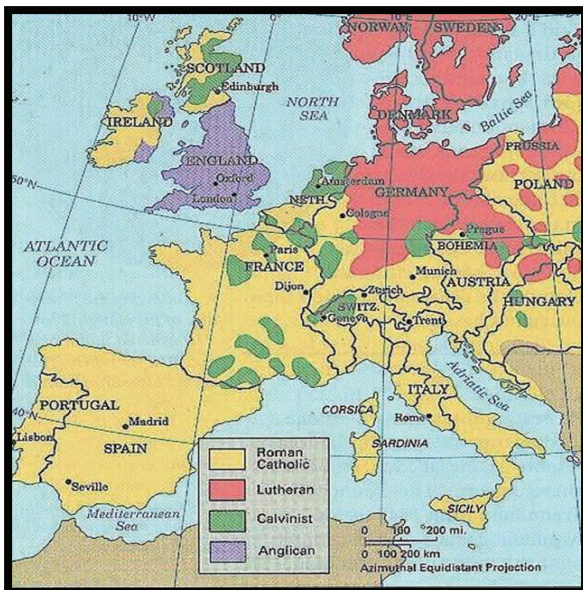 10°W
0°
10°E
20°E
NORWAY
SWEDEN
SCOTLAND
Edinburgh
NORTH
SEA
DENMARK
Baltic Sea
IRELAND
PRUSSIA
ENGLAND
Oxford
London
Amsterdam
NETH.
GERMANY
POLAND
50°N
Cologne
Prague
BOHEMIA
ATLANTIC
OCEAN
Paris
FRANCE
Munich
AUSTRIA
Dijon
Zurich
SWITZ.
Geneva
HUNGARY
Trent
Adriatic Sea
PORTUGAL
40°N
Madrid
Lisbon
SPAIN
CORSICA
ITALY
Rome
SARDINIA
Seville
Mediterranean
Sea
SICILY
Roman
Catholic
Lutheran
Calvinist
Anglican
0 100 200 mi.
0 100 200 km
Azimuthal Equidistant Projection